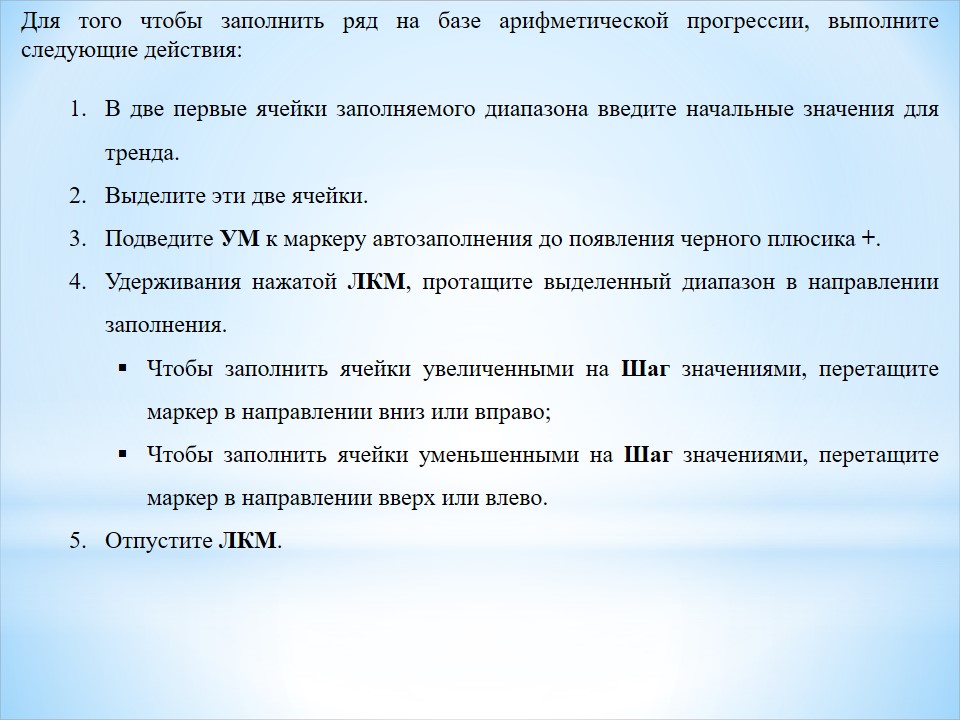 Для того чтобы заполнить ряд на базе арифметической прогрессии, выполните
следующие действия:
1. В две первые ячейки заполняемого диапазона введите начальные значения для
тренда.
2. Выделите эти две ячейки.
3. Подведите УМ к маркеру автозаполнения до появления черного плюсика +.
4. Удерживания нажатой ЛКМ, протащите выделенный диапазон в направлении
заполнения.
▪ Чтобы заполнить ячейки увеличенными на Шаг значениями, перетащите
маркер в направлении вниз или вправо;
▪ Чтобы заполнить ячейки уменьшенными на Шаг значениями, перетащите
маркер в направлении вверх или влево.
5. Отпустите ЛКМ.